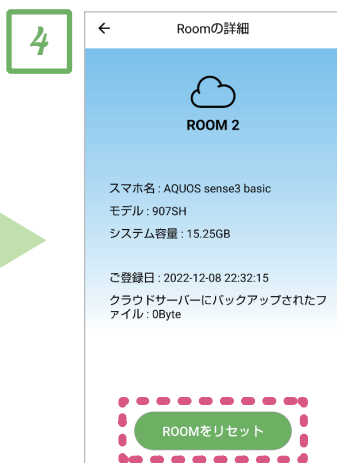 4
Roomの詳細
ROOM 2
スマホ名 : AQUOS sense3 basic
モデル : 907SH
システム容量 : 15.25GB
ご登録日 : 2022-12-08 22:32:15
クラウドサーバーにバックアップされたフ
ァイル : 0Byte
ROOMをリセット